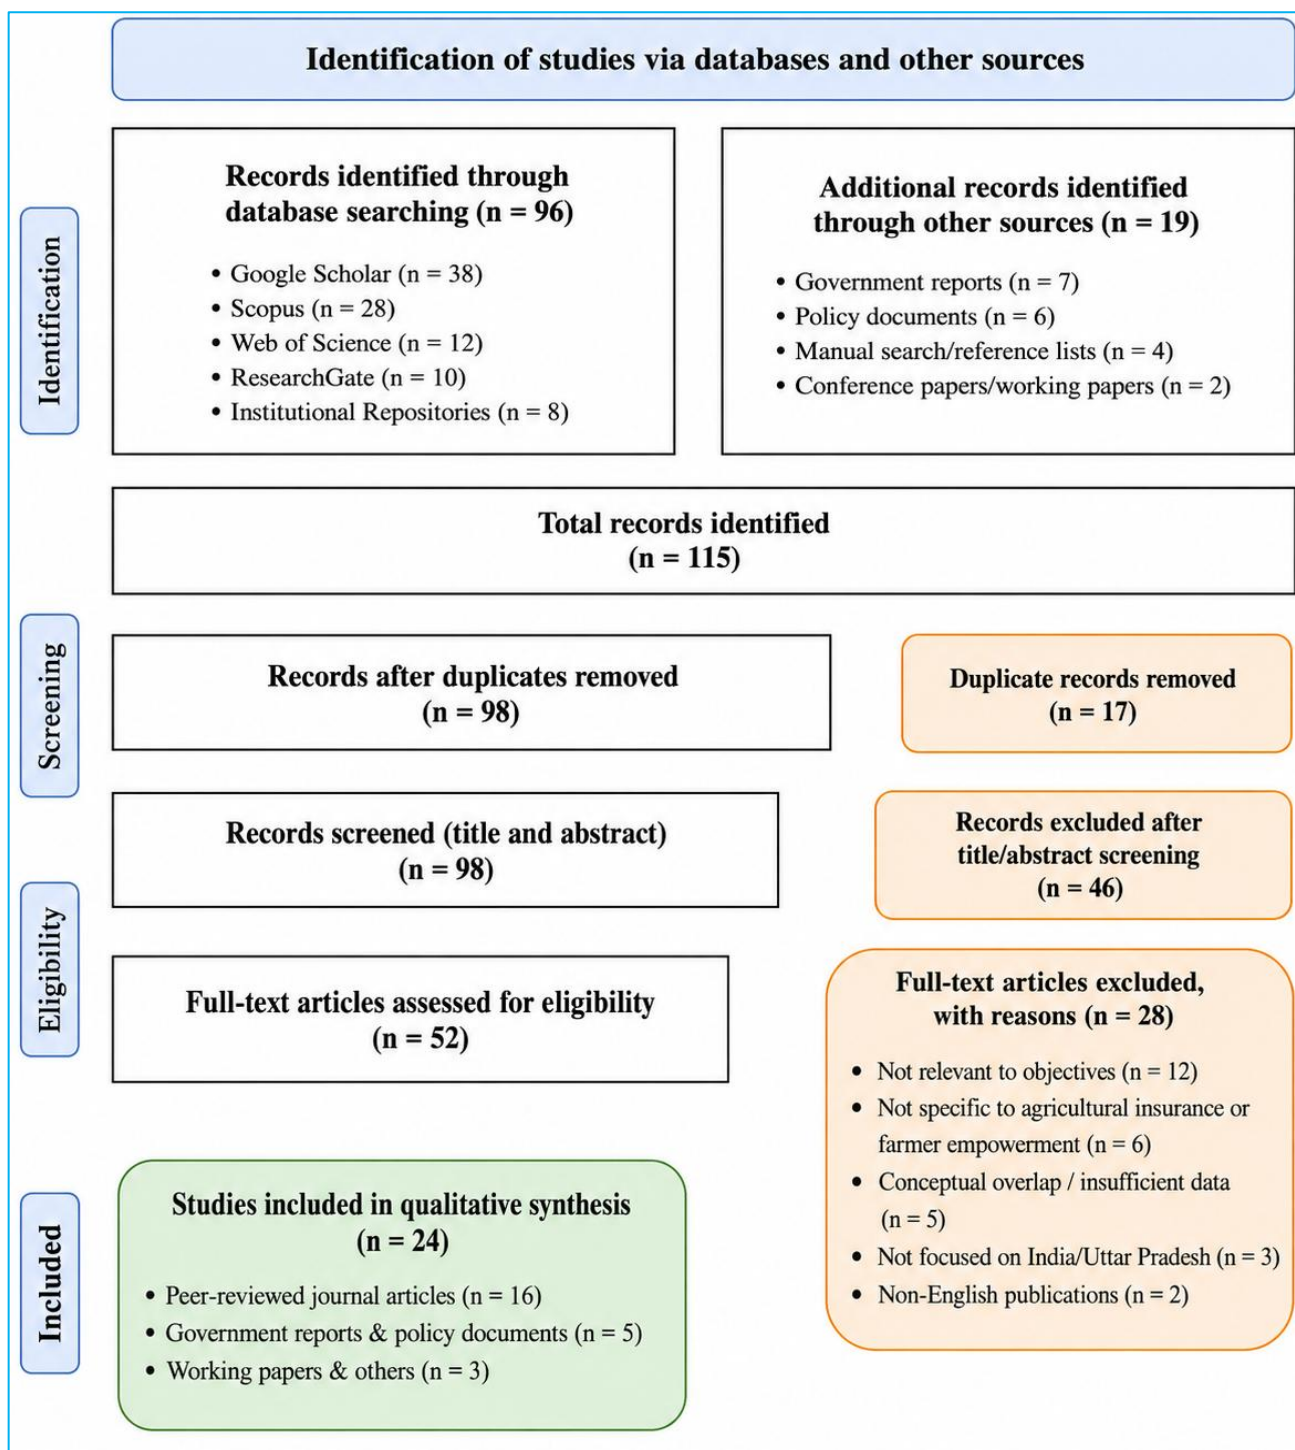 Identification of studies via databases and other sources
Identification
Records identified through
database searching (n = 96)
• Google Scholar (n = 38)
• Scopus (n = 28)
• Web of Science (n = 12)
• ResearchGate (n = 10)
• Institutional Repositories (n = 8)
Additional records identified
through other sources (n = 19)
• Government reports (n = 7)
• Policy documents (n = 6)
• Manual search/reference lists (n = 4)
• Conference papers/working papers (n = 2)
Total records identified
(n = 115)
Screening
Records after duplicates removed
(n = 98)
Duplicate records removed
(n = 17)
Records screened (title and abstract)
(n = 98)
Records excluded after
title/abstract screening
(n = 46)
Eligibility
Full-text articles assessed for eligibility
(n = 52)
Full-text articles excluded,
with reasons (n = 28)
• Not relevant to objectives (n = 12)
• Not specific to agricultural insurance or
farmer empowerment (n = 6)
• Conceptual overlap / insufficient data
(n = 5)
• Not focused on India/Uttar Pradesh (n = 3)
• Non-English publications (n = 2)
Included
Studies included in qualitative synthesis
(n = 24)
• Peer-reviewed journal articles (n = 16)
• Government reports & policy documents (n = 5)
• Working papers & others (n = 3)